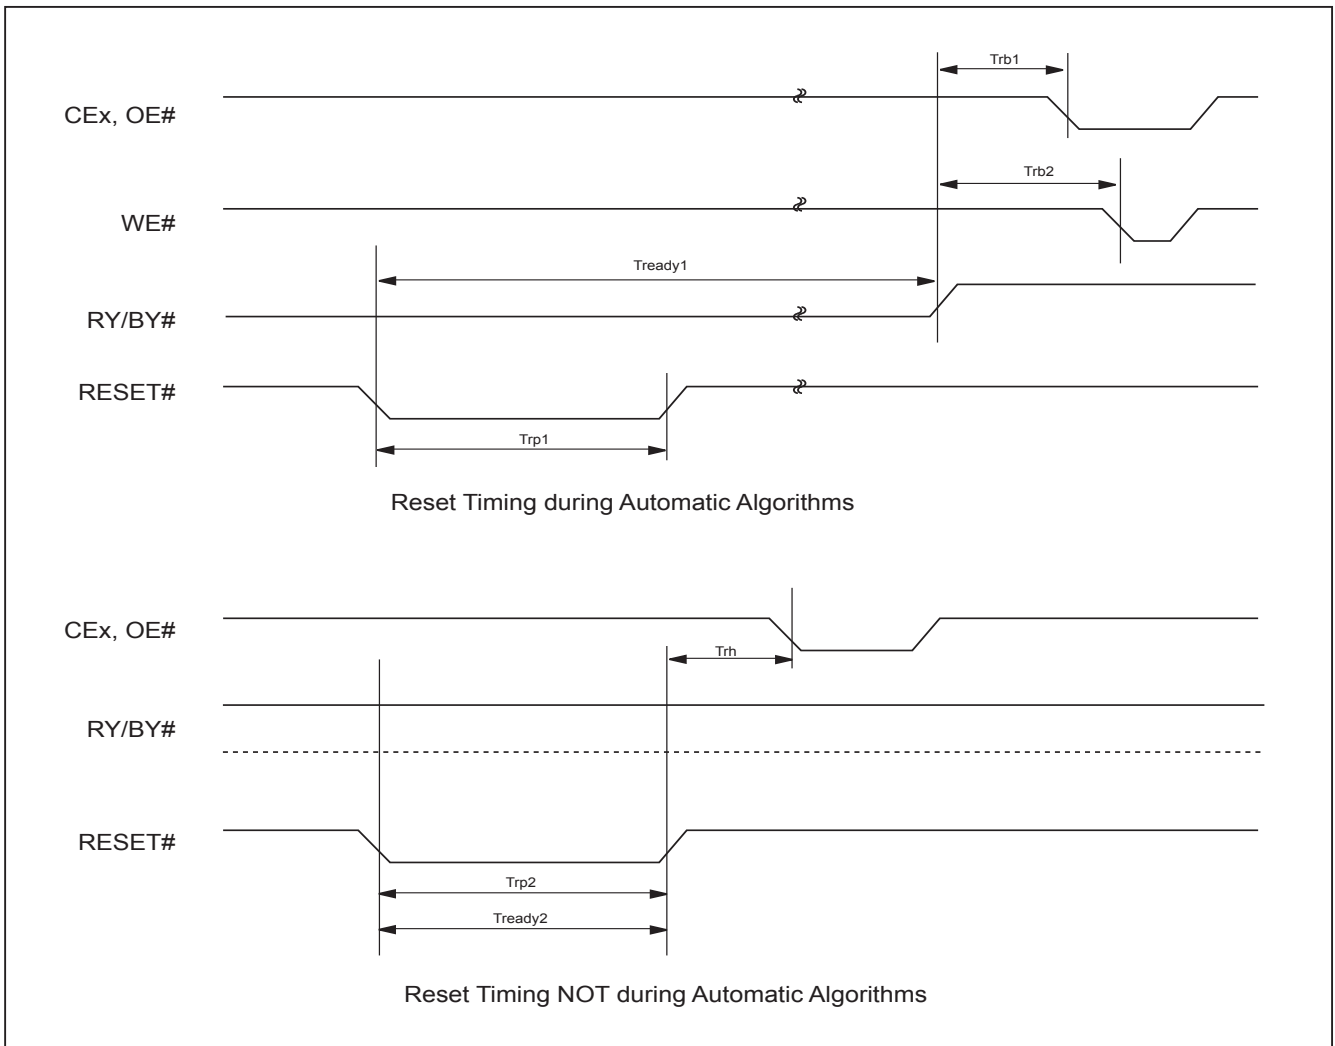 Trb1
CEx, OE#
Trb2
WE#
Tready1
RY/BY#
RESET#
Trp1
Reset Timing during Automatic Algorithms
CEx, OE#
Trh
RY/BY#
RESET#
Trp2
Tready2
Reset Timing NOT during Automatic Algorithms